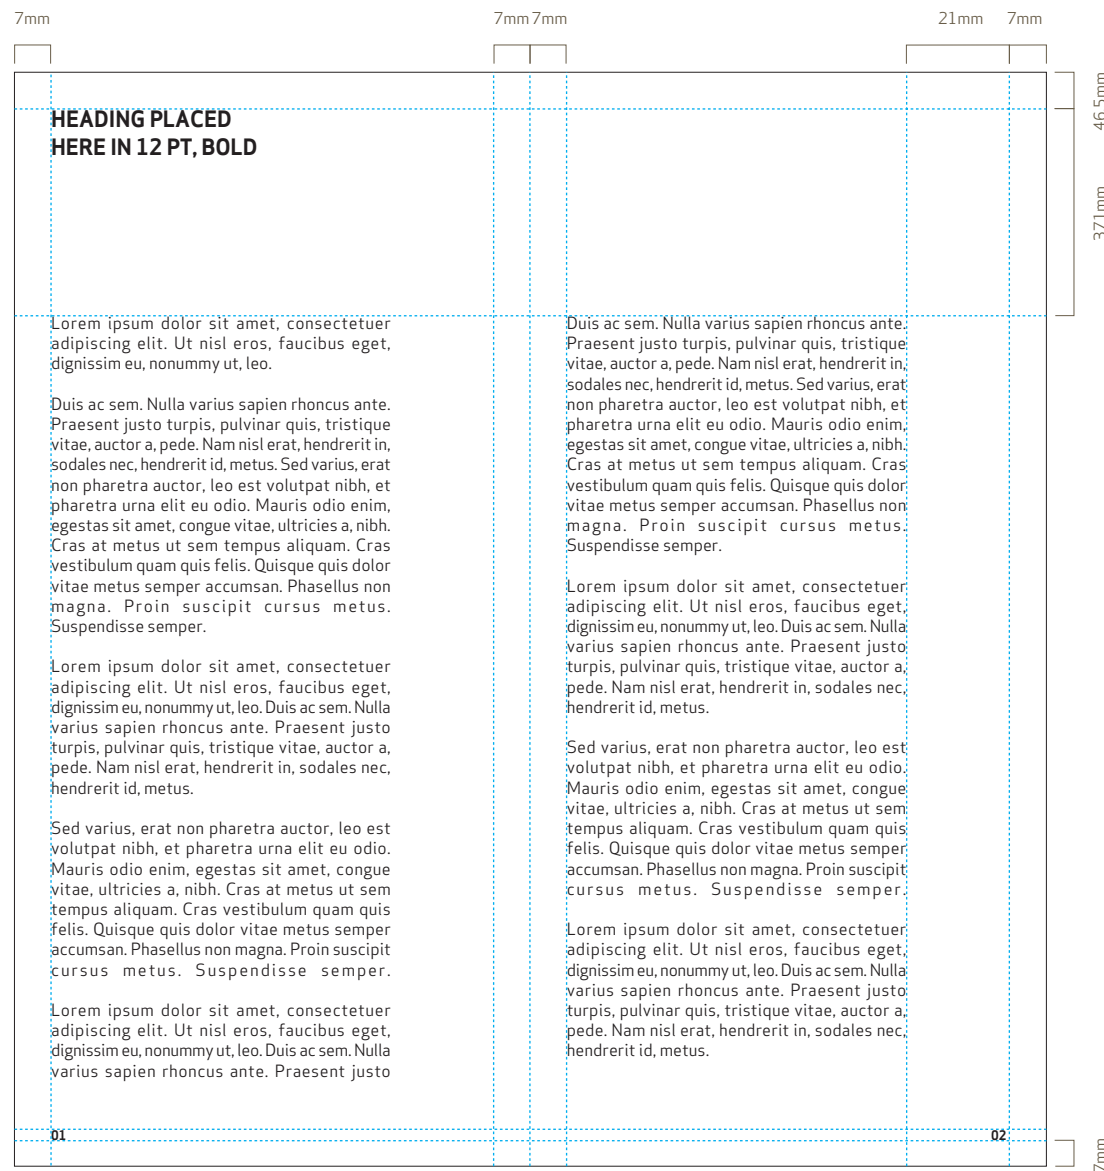 7mm
7mm 7mm
21mm
7mm
46.5mm
371mm
HEADING PLACED
HERE IN 12 PT, BOLD
Lorem ipsum dolor sit amet, consectetuer
adipiscing elit. Ut nisl eros, faucibus eget,
dignissim eu, nonummy ut, leo.
Duis ac sem. Nulla varius sapien rhoncus ante.
Praesent justo turpis, pulvinar quis, tristique
vitae, auctor a, pede. Nam nisl erat, hendrerit in,
sodales nec, hendrerit id, metus. Sed varius, erat
non pharetra auctor, leo est volutpat nibh, et
pharetra urna elit eu odio. Mauris odio enim,
egestas sit amet, congue vitae, ultricies a, nibh.
Cras at metus ut sem tempus aliquam. Cras
vestibulum quam quis felis. Quisque quis dolor
vitae metus semper accumsan. Phasellus non
magna. Proin suscipit cursus metus.
Suspendisse semper.
Lorem ipsum dolor sit amet, consectetuer
adipiscing elit. Ut nisl eros, faucibus eget,
dignissim eu, nonummy ut, leo. Duis ac sem. Nulla
varius sapien rhoncus ante. Praesent justo
turpis, pulvinar quis, tristique vitae, auctor a,
pede. Nam nisl erat, hendrerit in, sodales nec,
hendrerit id, metus.
Sed varius, erat non pharetra auctor, leo est
volutpat nibh, et pharetra urna elit eu odio.
Mauris odio enim, egestas sit amet, congue
vitae, ultricies a, nibh. Cras at metus ut sem
tempus aliquam. Cras vestibulum quam quis
felis. Quisque quis dolor vitae metus semper
accumsan. Phasellus non magna. Proin suscipit
cursus metus. Suspendisse semper.
Lorem ipsum dolor sit amet, consectetuer
adipiscing elit. Ut nisl eros, faucibus eget,
dignissim eu, nonummy ut, leo. Duis ac sem. Nulla
varius sapien rhoncus ante. Praesent justo
01
Duis ac sem. Nulla varius sapien rhoncus ante.
Praesent justo turpis, pulvinar quis, tristique
vitae, auctor a, pede. Nam nisl erat, hendrerit in,
sodales nec, hendrerit id, metus. Sed varius, erat
non pharetra auctor, leo est volutpat nibh, et
pharetra urna elit eu odio. Mauris odio enim,
egestas sit amet, congue vitae, ultricies a, nibh.
Cras at metus ut sem tempus aliquam. Cras
vestibulum quam quis felis. Quisque quis dolor
vitae metus semper accumsan. Phasellus non
magna. Proin suscipit cursus metus.
Suspendisse semper.
Lorem ipsum dolor sit amet, consectetuer
adipiscing elit. Ut nisl eros, faucibus eget,
dignissim eu, nonummy ut, leo. Duis ac sem. Nulla
varius sapien rhoncus ante. Praesent justo
turpis, pulvinar quis, tristique vitae, auctor a,
pede. Nam nisl erat, hendrerit in, sodales nec,
hendrerit id, metus.
Sed varius, erat non pharetra auctor, leo est
volutpat nibh, et pharetra urna elit eu odio.
Mauris odio enim, egestas sit amet, congue
vitae, ultricies a, nibh. Cras at metus ut sem
tempus aliquam. Cras vestibulum quam quis
felis. Quisque quis dolor vitae metus semper
accumsan. Phasellus non magna. Proin suscipit
cursus metus. Suspendisse semper.
Lorem ipsum dolor sit amet, consectetuer
adipiscing elit. Ut nisl eros, faucibus eget,
dignissim eu, nonummy ut, leo. Duis ac sem. Nulla
varius sapien rhoncus ante. Praesent justo
turpis, pulvinar quis, tristique vitae, auctor a,
pede. Nam nisl erat, hendrerit in, sodales nec,
hendrerit id, metus.
02
7mm